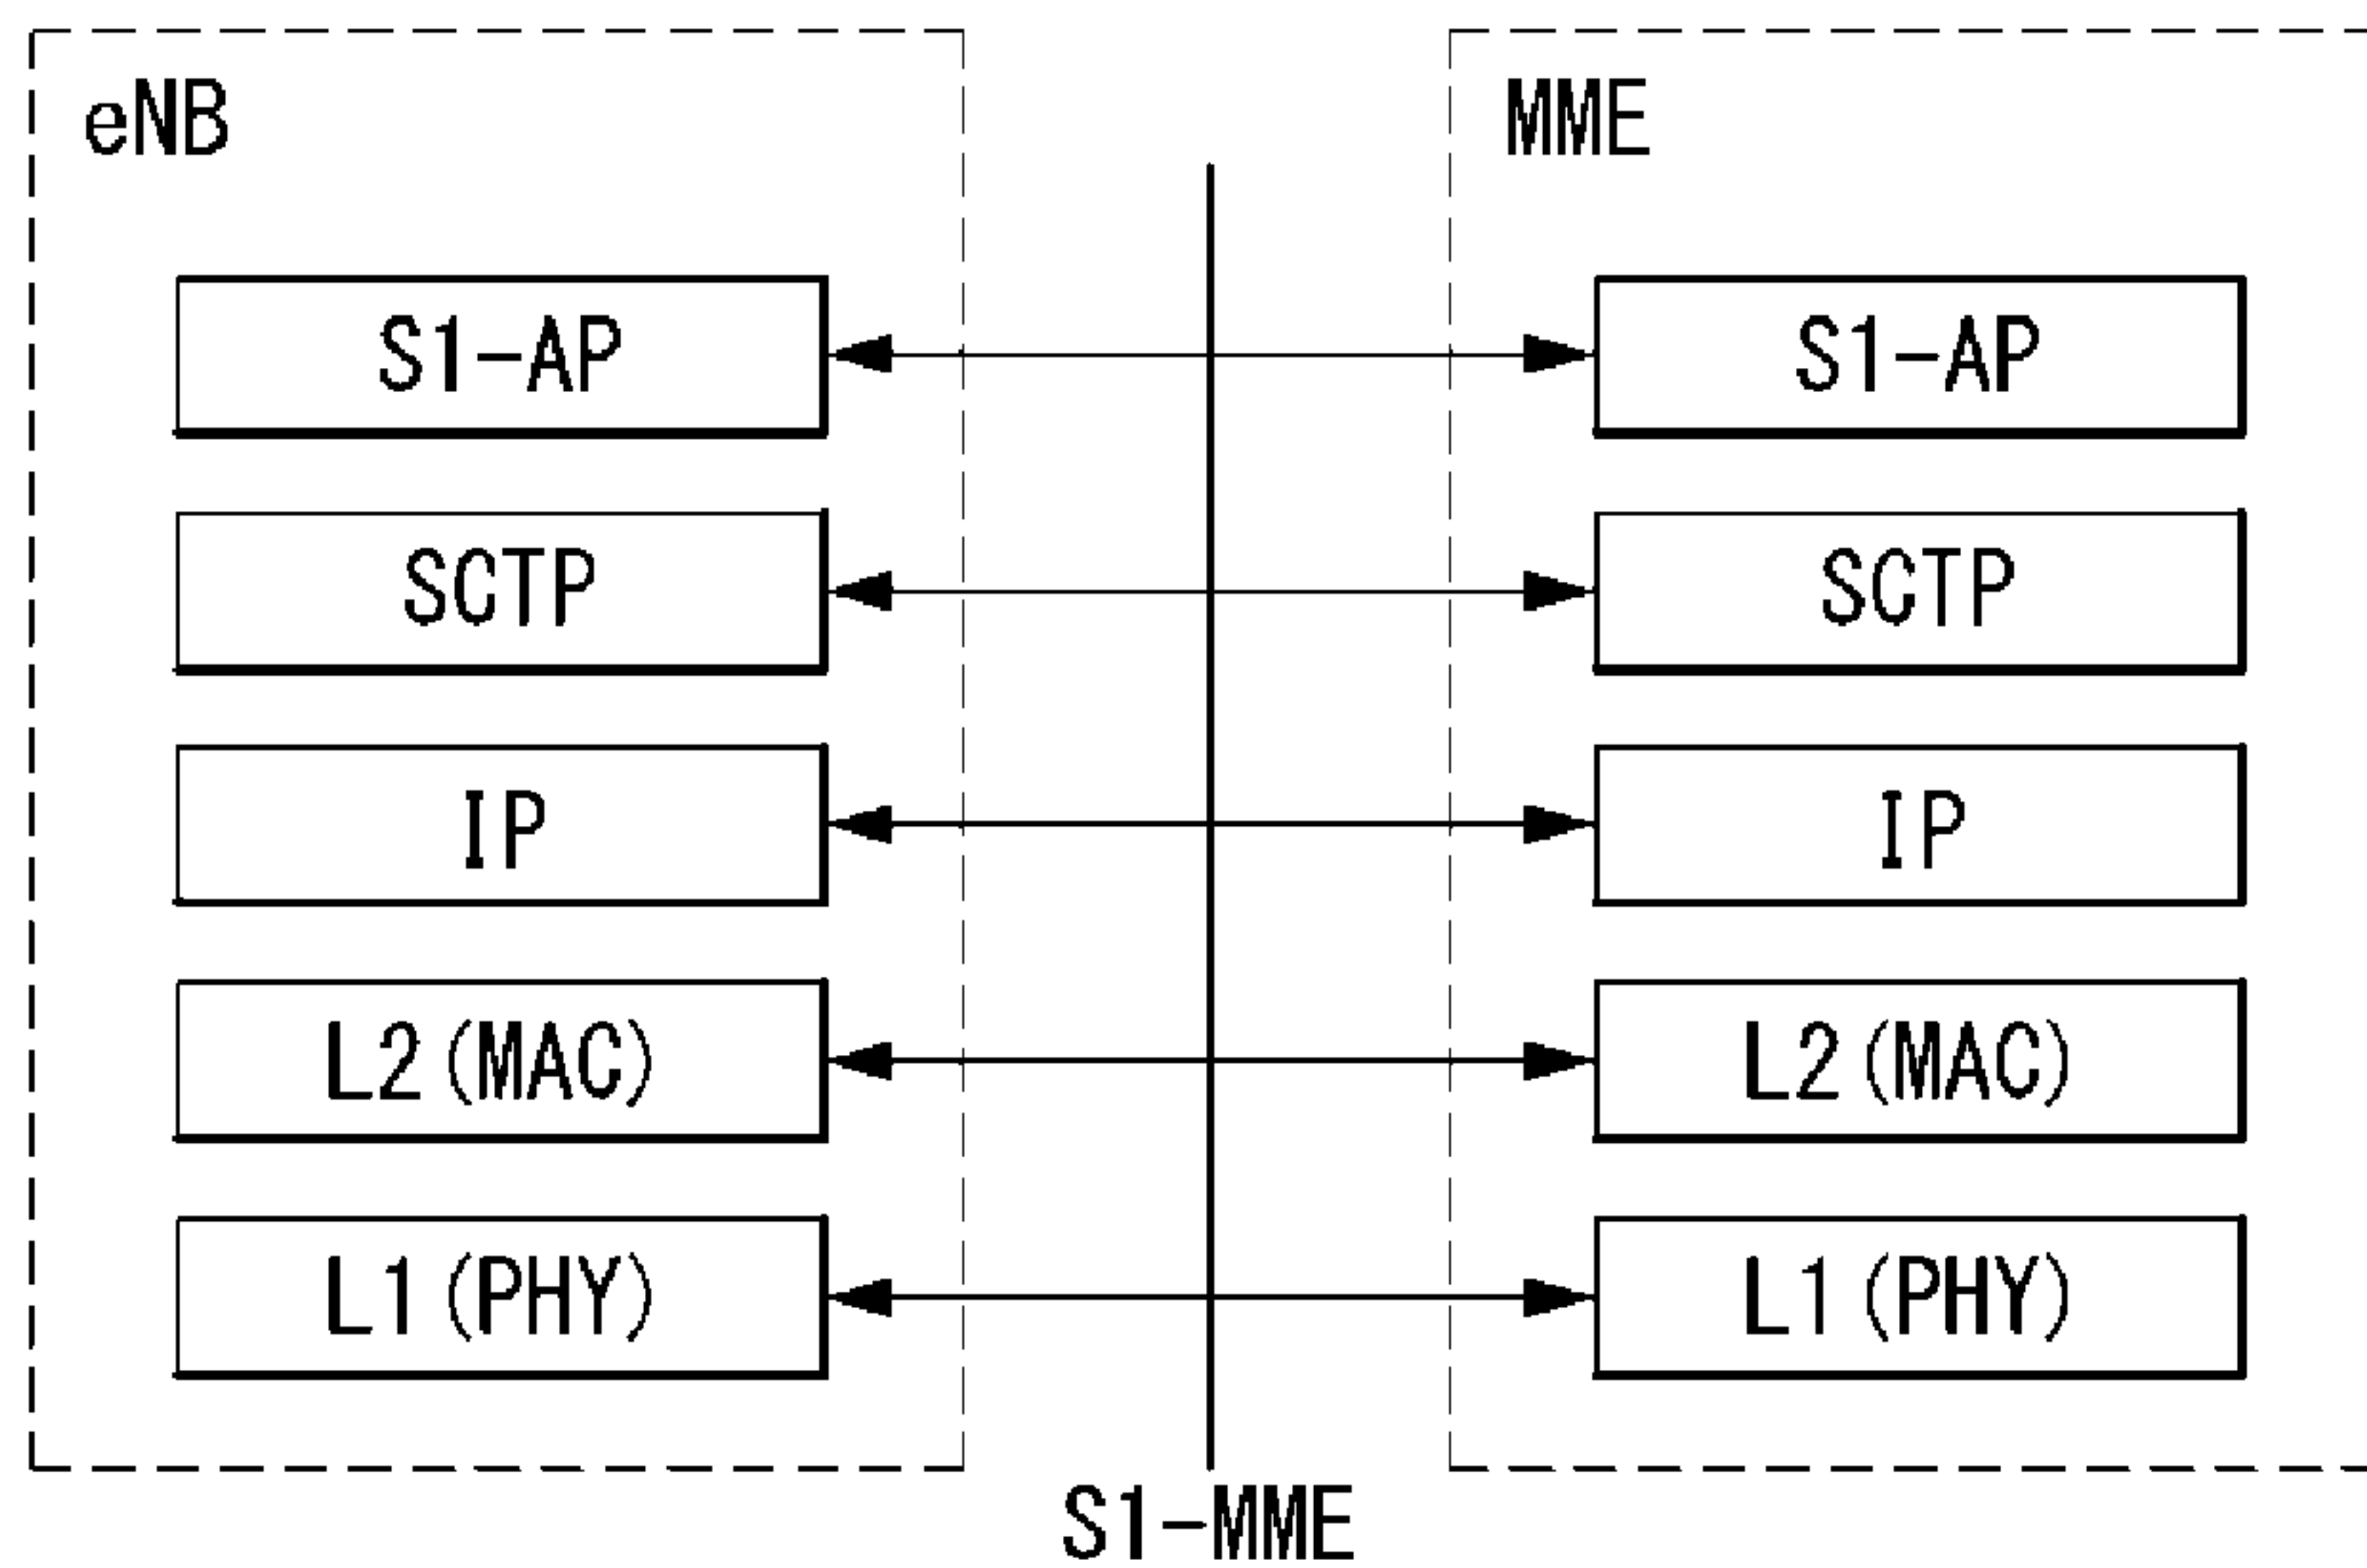 eNB
MME
S1-AP
S1-AP
SCTP
SCTP
IP
IP
L2(MAC)
L2(MAC)
L1(PHY)
L1(PHY)
S1-MME